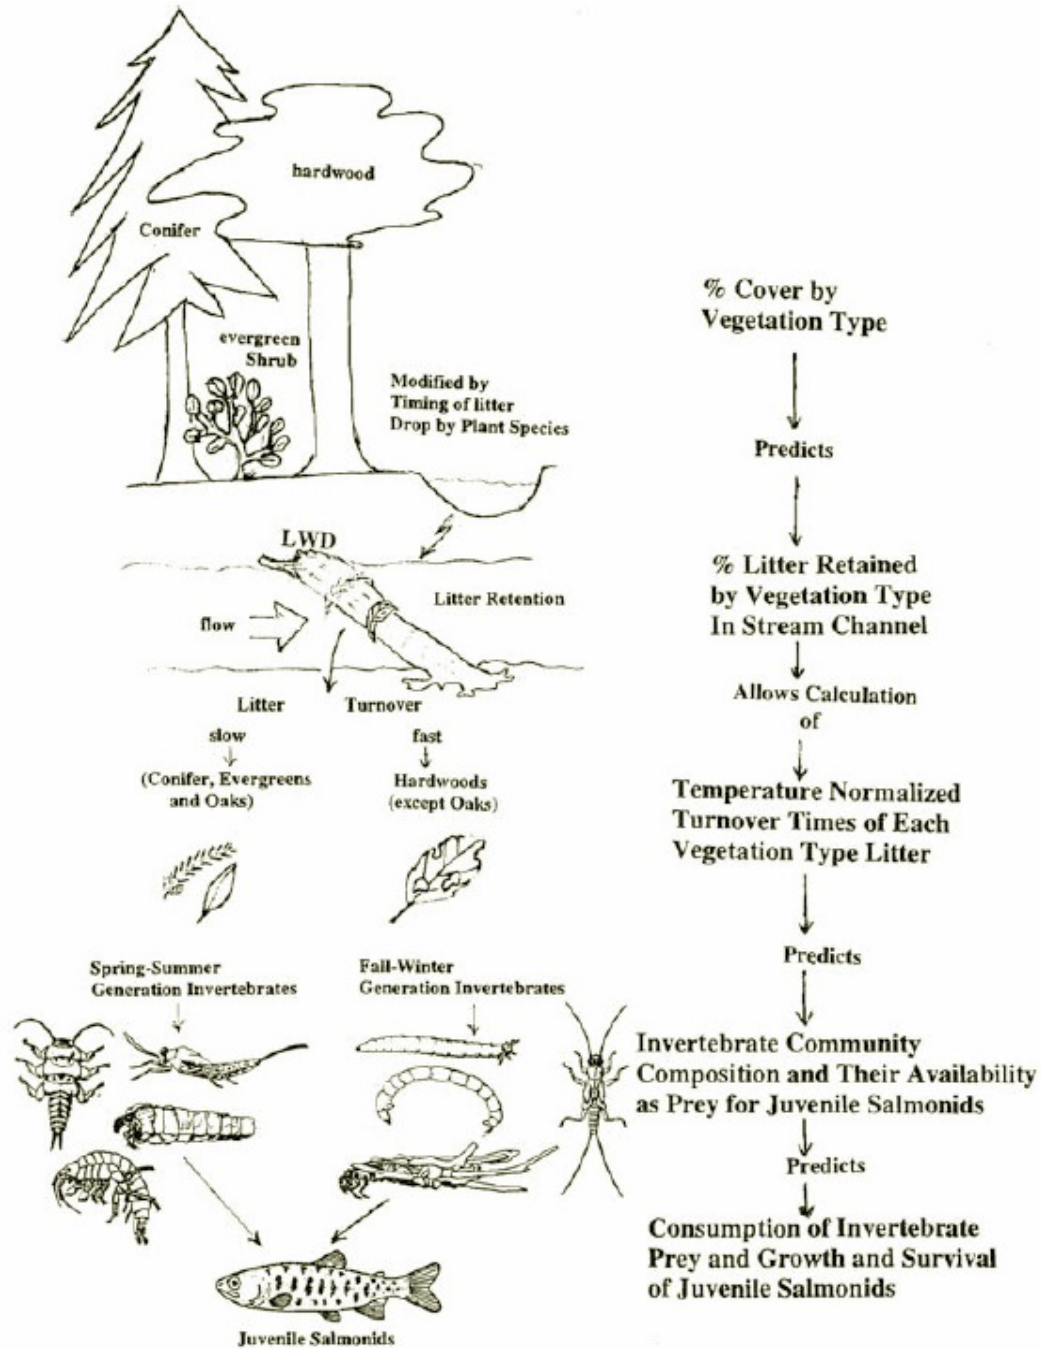 hardwood
Conifer
evergreen
Shrub
Modified by
Timing of litter
Drop by Plant Species
LWD
Litter Retention
flow
Litter Turnover
slow
fast
(Conifer, Evergreens
and Oaks)
Hardwoods
(except Oaks)
Spring-Summer
Generation Invertebrates
Fall-Winter
Generation Invertebrates
Juvenile Salmonids
% Cover by
Vegetation Type
Predicts
% Litter Retained
by Vegetation Type
In Stream Channel
Allows Calculation
of
Temperature Normalized
Turnover Times of Each
Vegetation Type Litter
Predicts
Invertebrate Community
Composition and Their Availability
as Prey for Juvenile Salmonids
Predicts
Consumption of Invertebrate
Prey and Growth and Survival
of Juvenile Salmonids